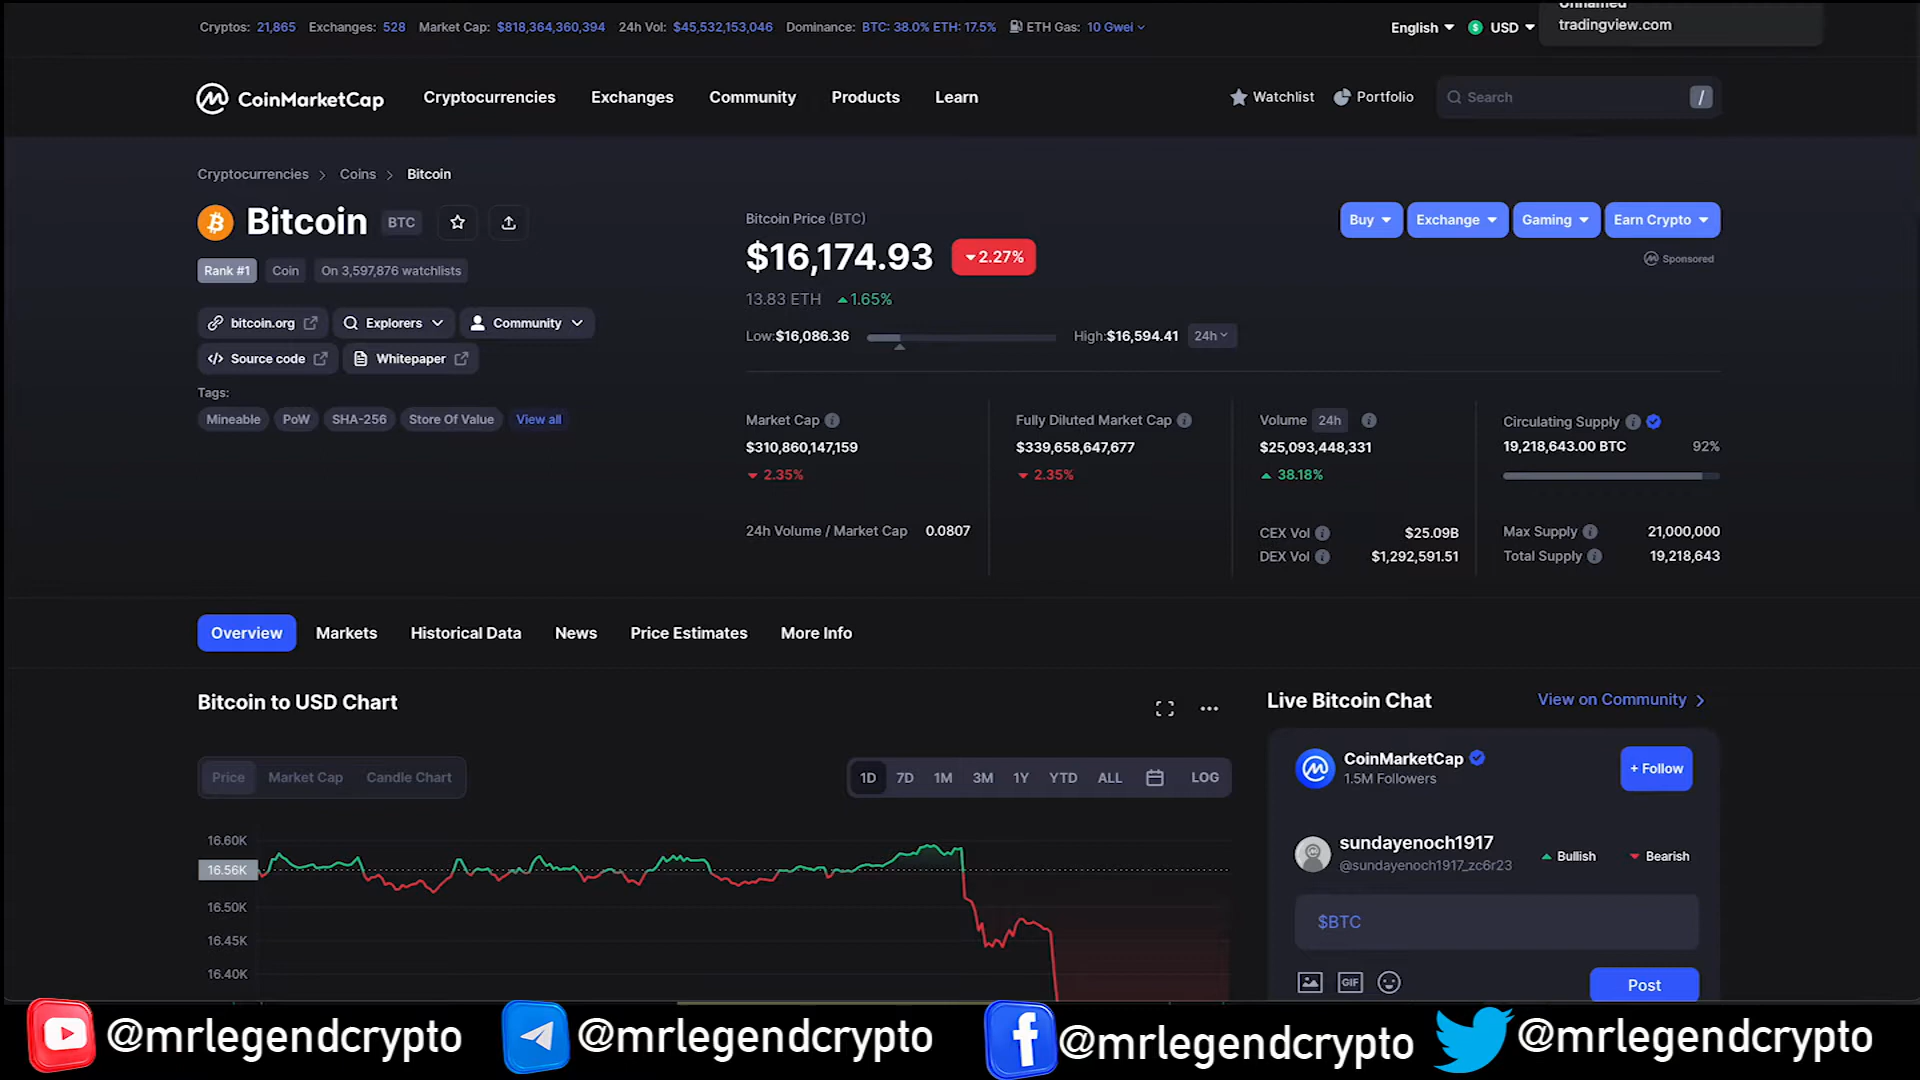 Unnamed
tradingview.com
Cryptos: 21,865 Exchanges: 528 Market Cap: $818,364,360,394 24h Vol: $45,532,153,046 Dominance: BTC: 38.0% ETH: 17.5% ETH Gas: 10 Gwei
English USD
CoinMarketCap Cryptocurrencies Exchanges Community Products Learn
Watchlist Portfolio Search /
Cryptocurrencies > Coins > Bitcoin
Bitcoin BTC
Rank #1 Coin On 3,597,876 watchlists
bitcoin.org Explorers Community
Source code Whitepaper
Tags:
Mineable PoW SHA-256 Store Of Value View all
Bitcoin Price (BTC)
$16,174.93 2.27%
13.83 ETH 1.65%
Low:$16,086.36 High:$16,594.41 24h
Buy Exchange Gaming Earn Crypto
Sponsored
Market Cap
$310,860,147,159
2.35%
24h Volume / Market Cap 0.0807
Fully Diluted Market Cap
$339,658,647,677
2.35%
Volume 24h
$25,093,448,331
38.18%
CEX Vol $25.09B
DEX Vol $1,292,591.51
Circulating Supply
19,218,643.00 BTC 92%
Max Supply 21,000,000
Total Supply 19,218,643
Overview Markets Historical Data News Price Estimates More Info
Bitcoin to USD Chart
Price Market Cap Candle Chart
1D 7D 1M 3M 1Y YTD ALL LOG
16.60K
16.56K
16.50K
16.45K
16.40K
Live Bitcoin Chat View on Community >
CoinMarketCap
1.5M Followers
+ Follow
sundayenoch1917
@sundayenoch1917_zc6r23
Bullish Bearish
$BTC
GIF
Post
@mrlegendcrypto @mrlegendcrypto @mrlegendcrypto @mrlegendcrypto